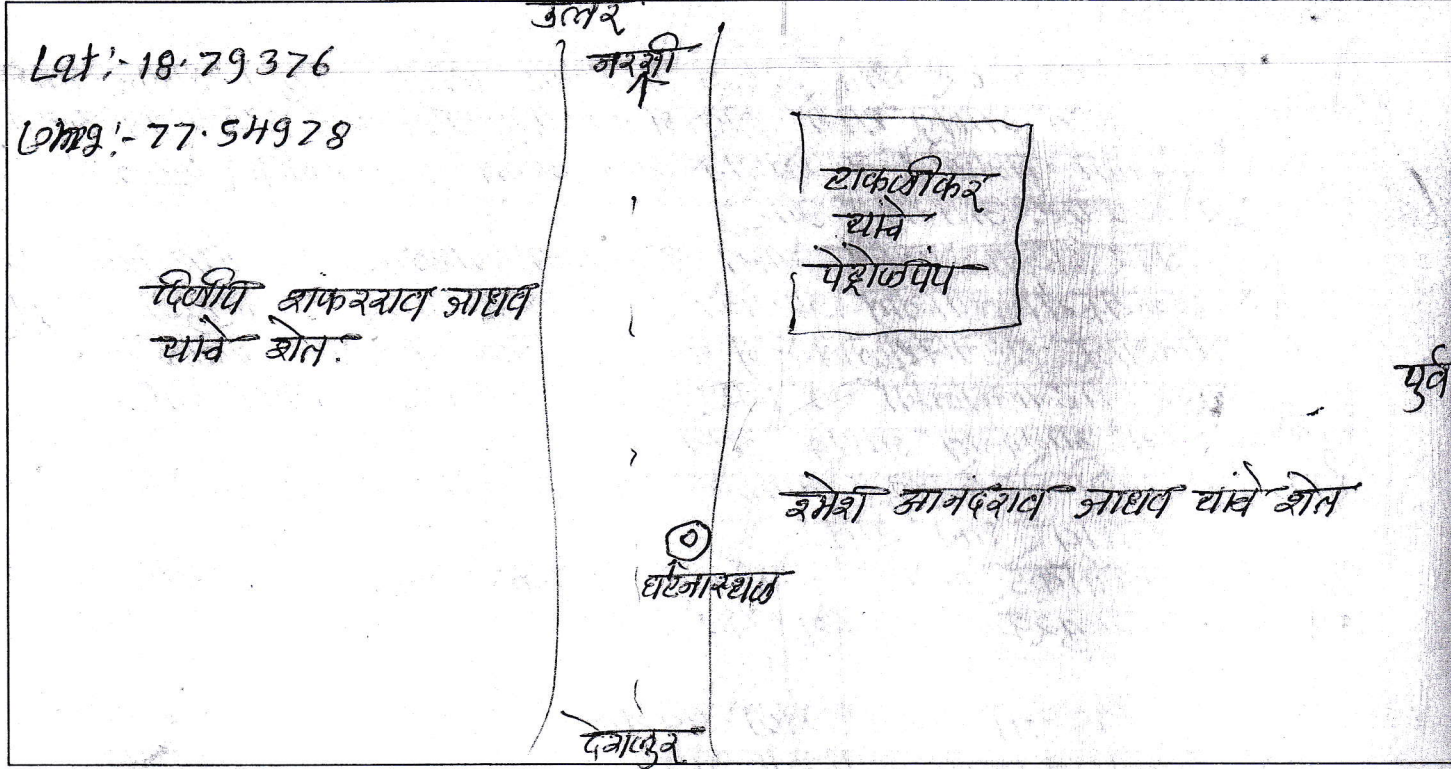 उत्तर
Lat:- 18.79376
नरसी
Long:- 77.54978
टाकळीकर
यांचे
पेट्रोळपंप
दिलीप शंकरराव जाधव
यांचे शेत.
पुर्व
रमेश आनंदराव जाधव यांचे शेत
घटनास्थळ
देगलुर